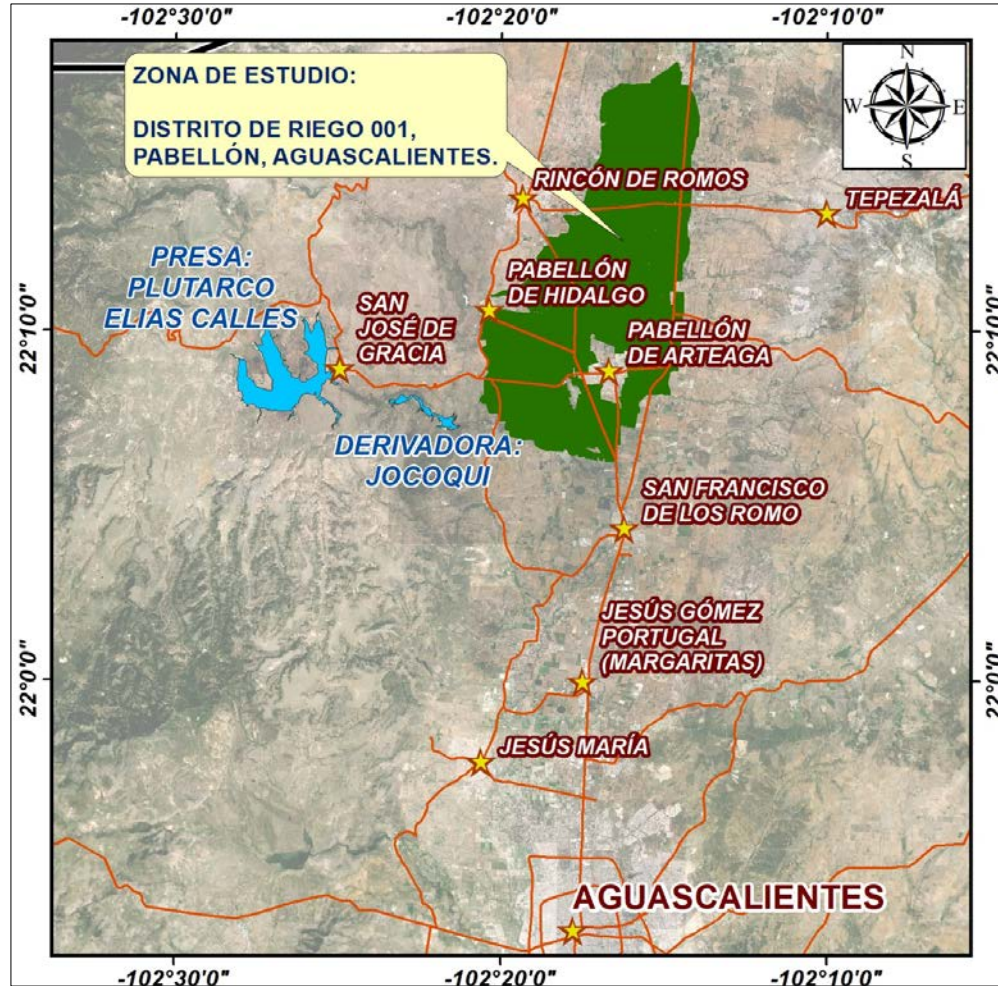 -102°30'0"
-102°20'0"
-102°10'0"
ZONA DE ESTUDIO:
DISTRITO DE RIEGO 001,
PABELLÓN, AGUASCALIENTES.
N
W
E
S
RINCÓN DE ROMOS
TEPEZALÁ
PRESA:
PLUTARCO
ELIAS CALLES
SAN
JOSÉ DE
GRACIA
PABELLÓN
DE HIDALGO
PABELLÓN
DE ARTEAGA
22°10'0"
22°10'0"
DERIVADORA:
JOCOQUI
SAN FRANCISCO
DE LOS ROMO
JESÚS GÓMEZ
PORTUGAL
(MARGARITAS)
22°0'0"
22°0'0"
JESÚS MARÍA
AGUASCALIENTES
-102°30'0"
-102°20'0"
-102°10'0"